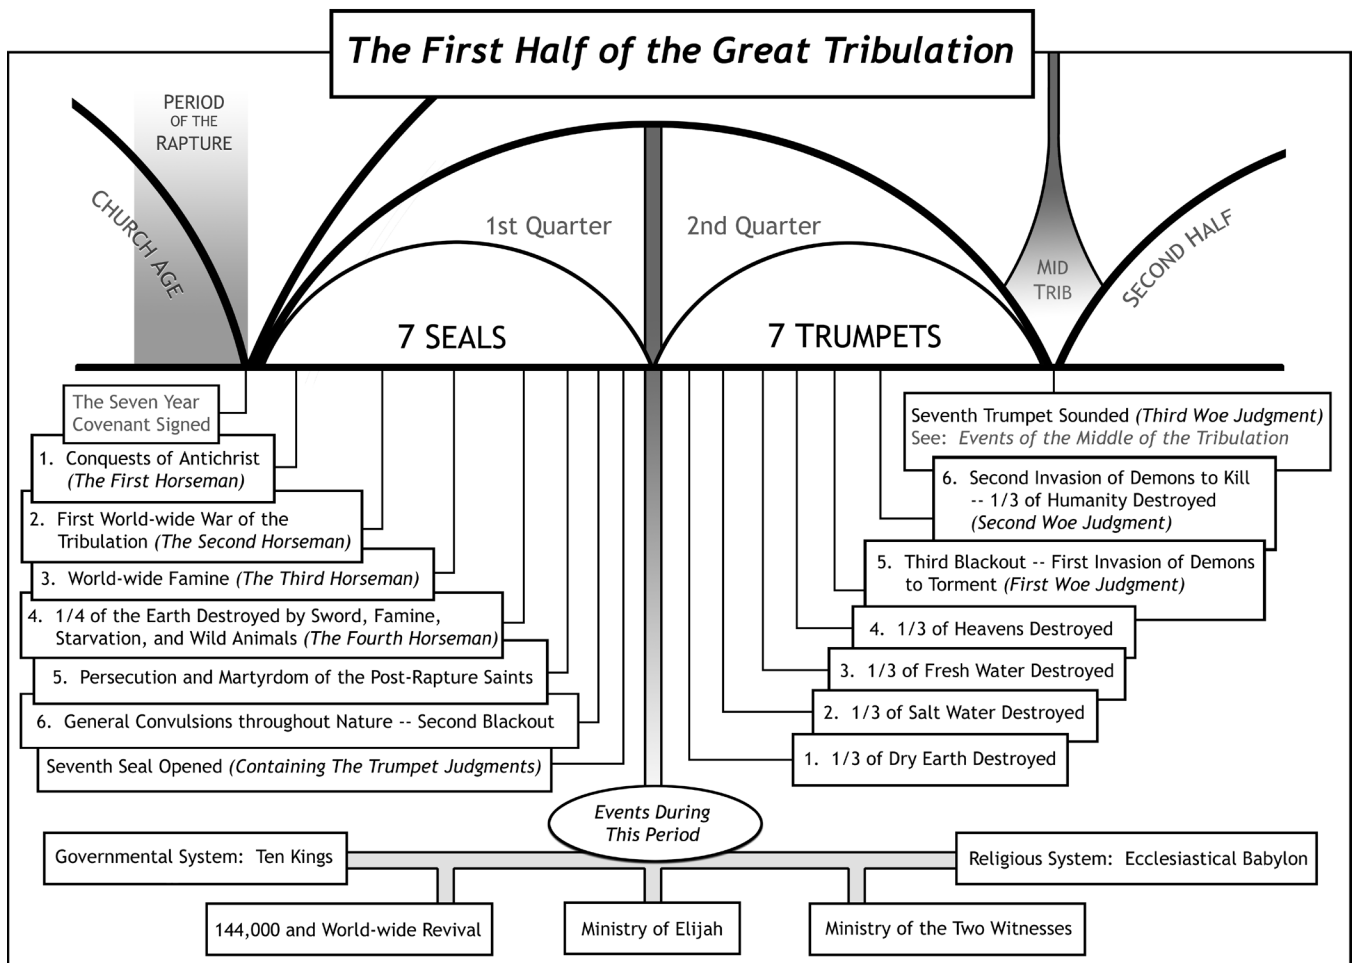 The First Half of the Great Tribulation
PERIOD
OF THE
RAPTURE
CHURCH AGE
1st Quarter
2nd Quarter
MID
TRIB
SECOND HALF
7 SEALS
7 TRUMPETS
The Seven Year
Covenant Signed
1. Conquests of Antichrist
(The First Horseman)
2. First World-wide War of the
Tribulation (The Second Horseman)
3. World-wide Famine (The Third Horseman)
4. 1/4 of the Earth Destroyed by Sword, Famine,
Starvation, and Wild Animals (The Fourth Horseman)
5. Persecution and Martyrdom of the Post-Rapture Saints
6. General Convulsions throughout Nature -- Second Blackout
Seventh Seal Opened (Containing The Trumpet Judgments)
Seventh Trumpet Sounded (Third Woe Judgment)
See: Events of the Middle of the Tribulation
6. Second Invasion of Demons to Kill
-- 1/3 of Humanity Destroyed
(Second Woe Judgment)
5. Third Blackout -- First Invasion of Demons
to Torment (First Woe Judgment)
4. 1/3 of Heavens Destroyed
3. 1/3 of Fresh Water Destroyed
2. 1/3 of Salt Water Destroyed
1. 1/3 of Dry Earth Destroyed
Events During
This Period
Governmental System: Ten Kings
Religious System: Ecclesiastical Babylon
144,000 and World-wide Revival
Ministry of Elijah
Ministry of the Two Witnesses